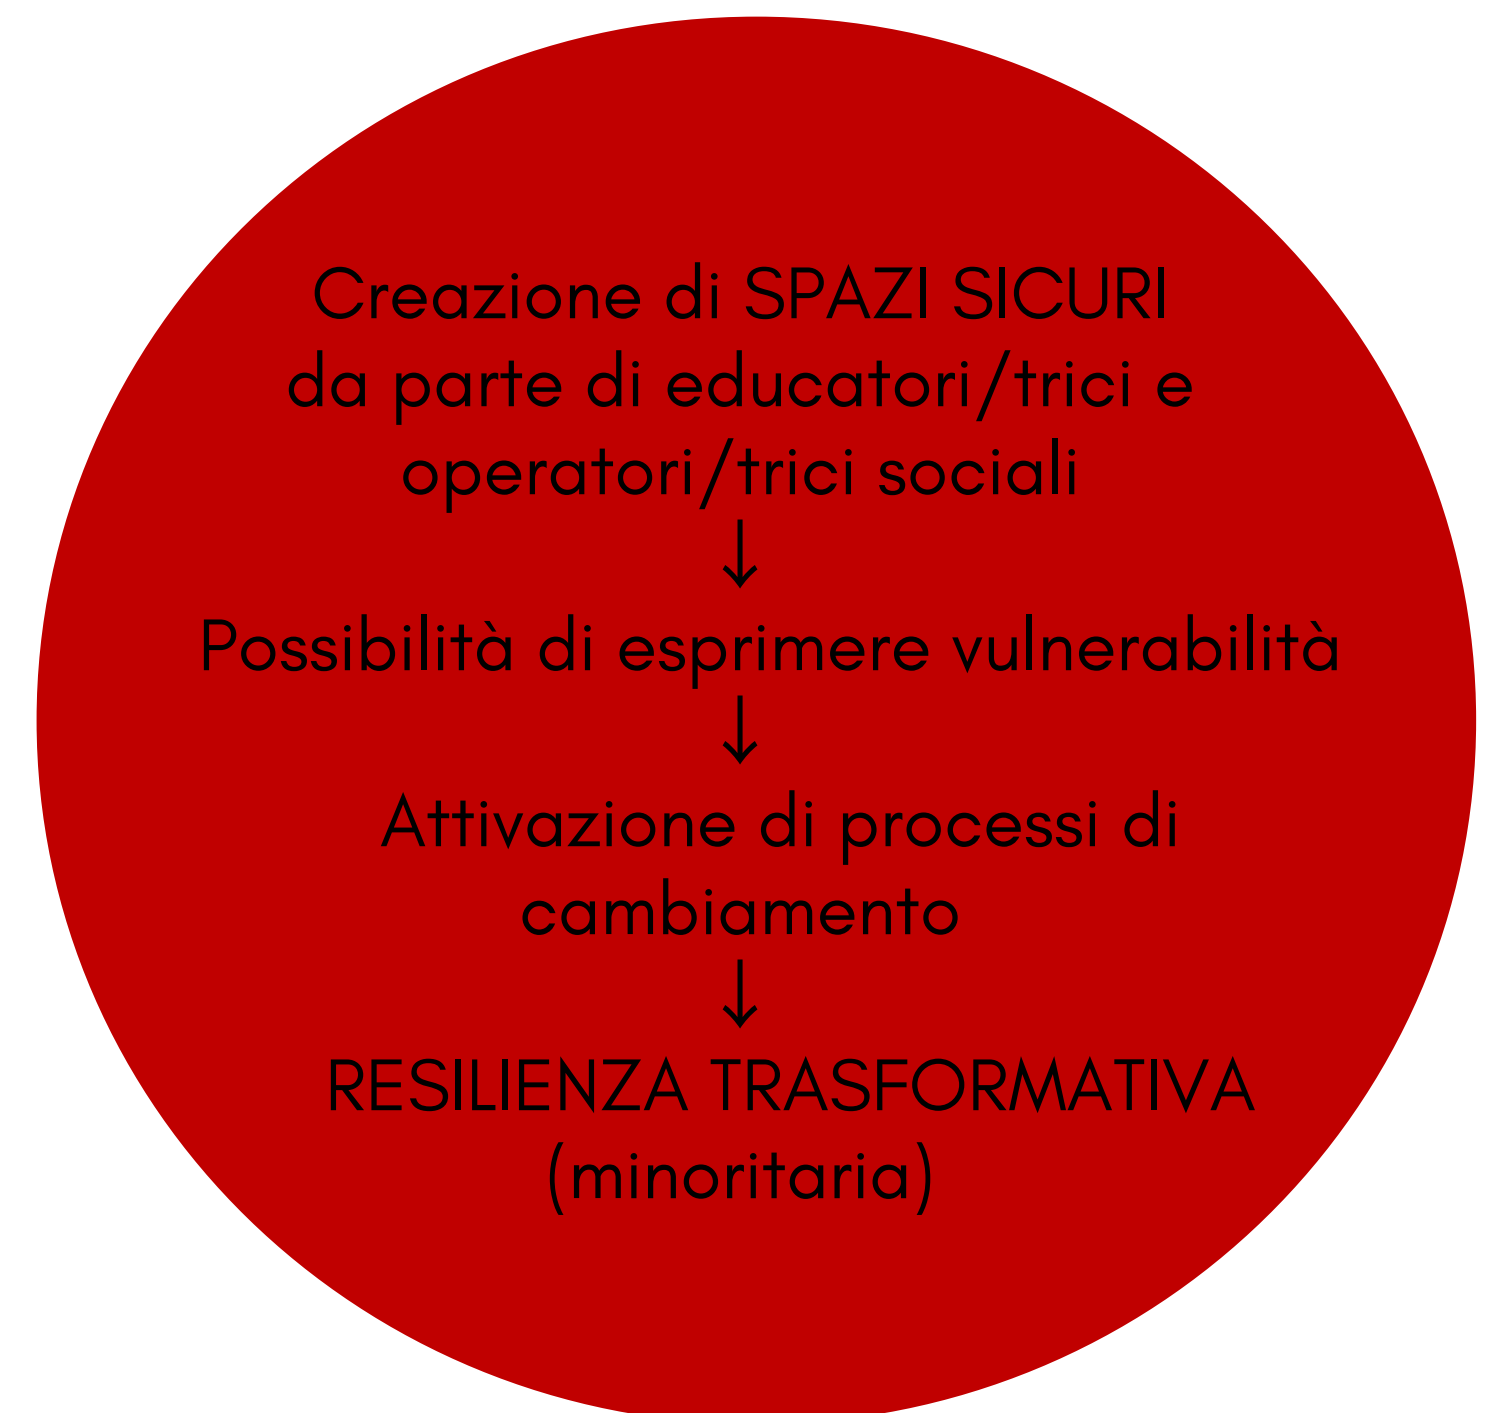 Creazione di SPAZI SICURI
da parte di educatori/trici e
operatori/trici sociali
↓
Possibilità di esprimere vulnerabilità
↓
Attivazione di processi di
cambiamento
↓
RESILIENZA TRASFORMATIVA
(minoritaria)